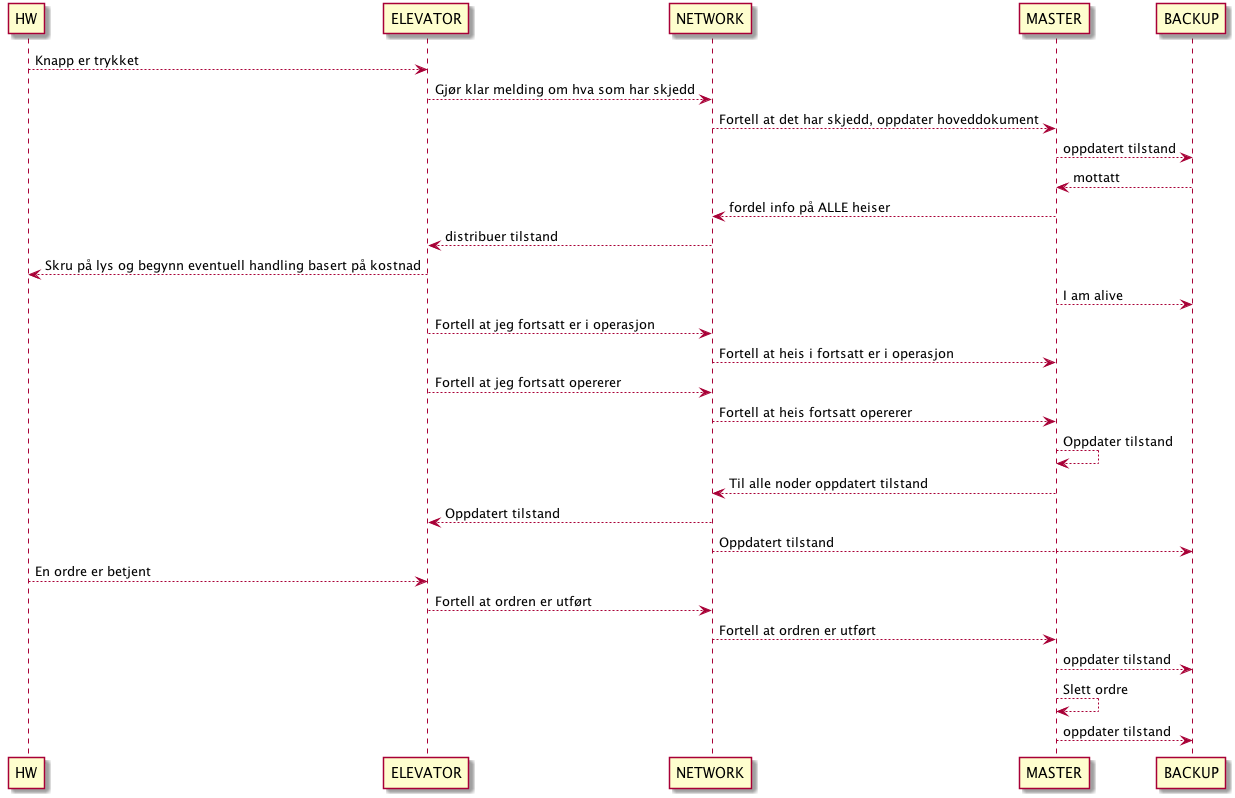 HW
ELEVATOR
NETWORK
MASTER
BACKUP
Knapp er trykket
Gjør klar melding om hva som har skjedd
Fortell at det har skjedd, oppdater hoveddokument
oppdatert tilstand
mottatt
fordel info på ALLE heiser
distribuer tilstand
Skru på lys og begynn eventuell handling basert på kostnad
I am alive
Fortell at jeg fortsatt er i operasjon
Fortell at heis i fortsatt er i operasjon
Fortell at jeg fortsatt opererer
Fortell at heis fortsatt opererer
Oppdater tilstand
Til alle noder oppdatert tilstand
Oppdatert tilstand
Oppdatert tilstand
En ordre er betjent
Fortell at ordren er utført
Fortell at ordren er utført
oppdater tilstand
Slett ordre
oppdater tilstand
HW
ELEVATOR
NETWORK
MASTER
BACKUP